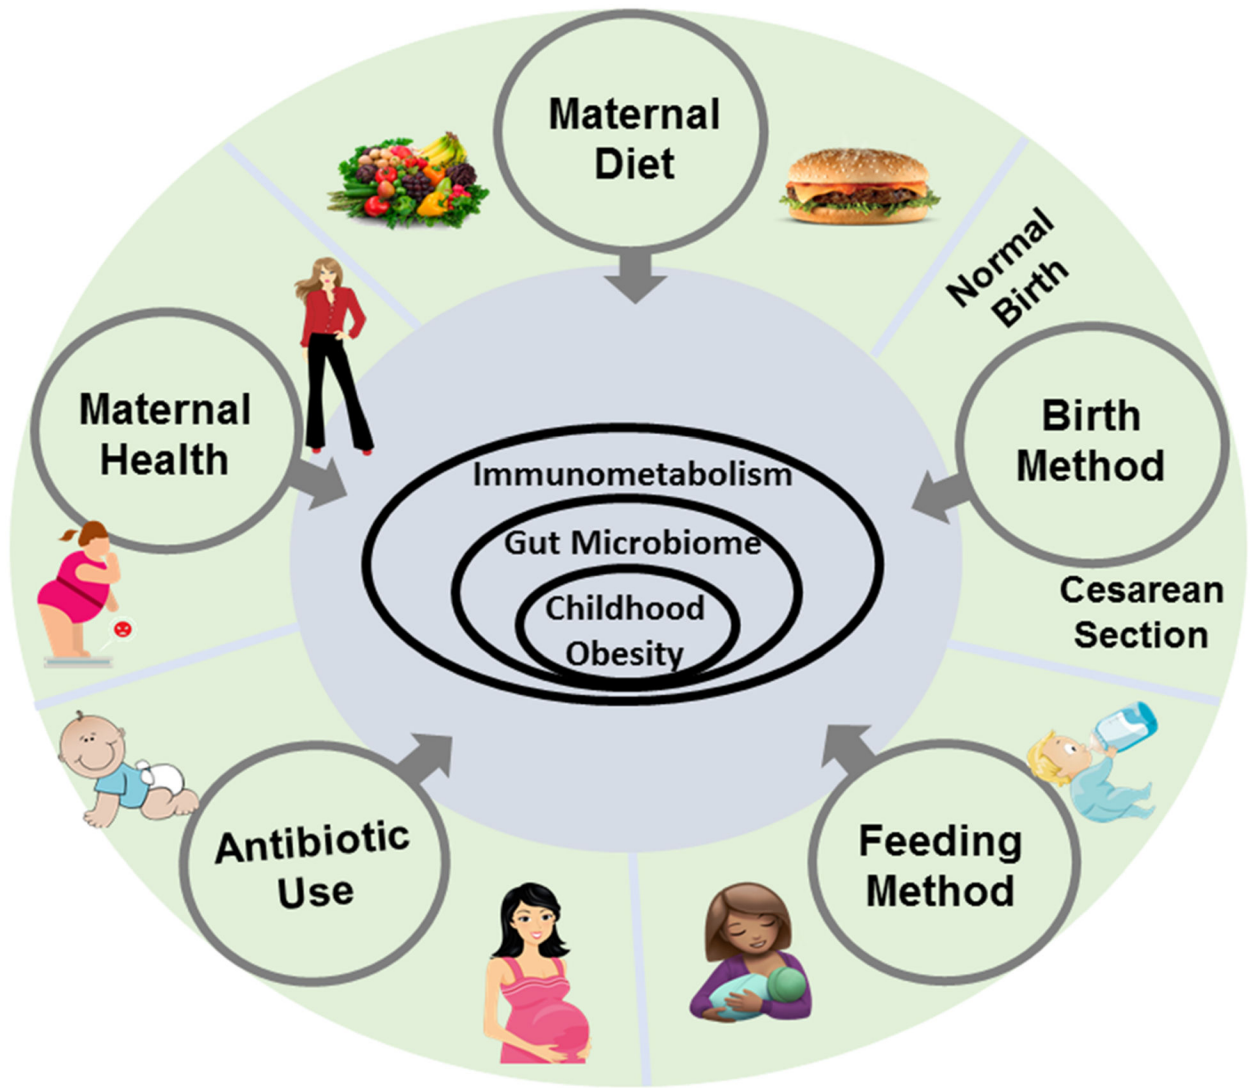 Maternal
Diet
Normal
Birth
Maternal
Health
Birth
Method
Immunometabolism
Gut Microbiome
Childhood
Obesity
Cesarean
Section
Antibiotic
Use
Feeding
Method